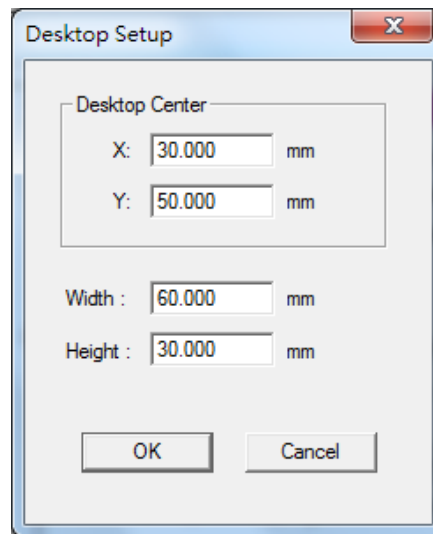 Desktop Setup
Desktop Center
X: 30.000 mm
Y: 50.000 mm
Width : 60.000 mm
Height : 30.000 mm
OK Cancel